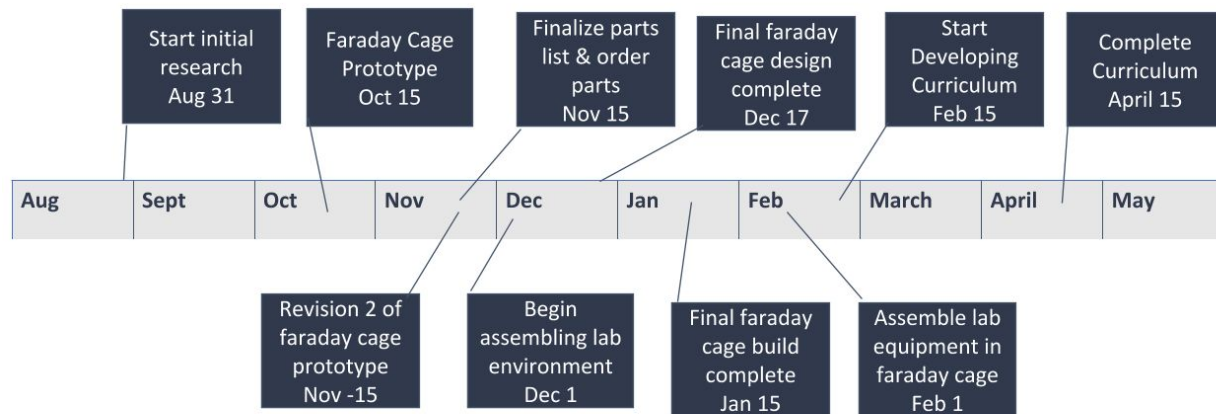 Start initial
research
Aug 31
Faraday Cage
Prototype
Oct 15
Finalize parts
list & order
parts
Nov 15
Final faraday
cage design
complete
Dec 17
Start
Developing
Curriculum
Feb 15
Complete
Curriculum
April 15
Aug Sept Oct Nov Dec Jan Feb March April May
Revision 2 of
faraday cage
prototype
Nov -15
Begin
assembling lab
environment
Dec 1
Final faraday
cage build
complete
Jan 15
Assemble lab
equipment in
faraday cage
Feb 1